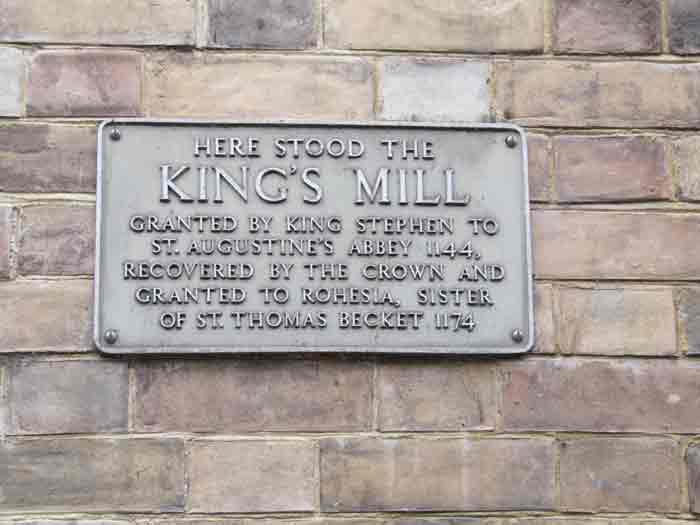 HERE STOOD THE
KING'S MILL
GRANTED BY KING STEPHEN TO
ST. AUGUSTINE'S ABBEY 1144,
RECOVERED BY THE CROWN AND
GRANTED TO ROHESIA, SISTER
OF ST. THOMAS BECKET 1174